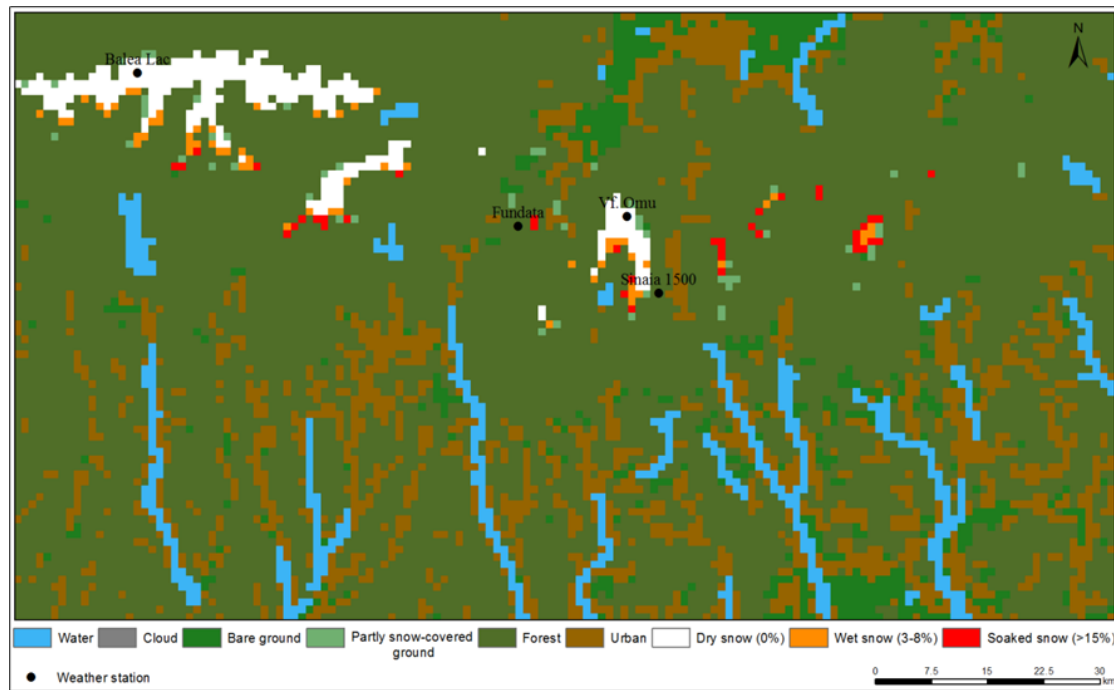 N
Balea Lac
Vf. Omu
Fundata
Sinaia 1500
Water
Cloud
Bare ground
Partly snow-covered
ground
Forest
Urban
Dry snow (0%)
Wet snow (3-8%)
Soaked snow (>15%)
Weather station
0 7.5 15 22.5 30
km